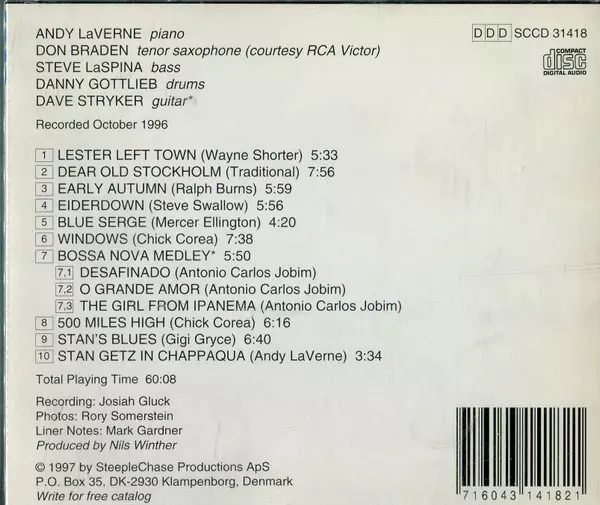 ANDY LaVERNE piano
DON BRADEN tenor saxophone (courtesy RCA Victor)
STEVE LaSPINA bass
DANNY GOTTLIEB drums
DAVE STRYKER guitar*
Recorded October 1996
DDD SCCD 31418
COMPACT
disc
DIGITAL AUDIO
1 LESTER LEFT TOWN (Wayne Shorter) 5:33
2 DEAR OLD STOCKHOLM (Traditional) 7:56
3 EARLY AUTUMN (Ralph Burns) 5:59
4 EIDERDOWN (Steve Swallow) 5:56
5 BLUE SERGE (Mercer Ellington) 4:20
6 WINDOWS (Chick Corea) 7:38
7 BOSSA NOVA MEDLEY* 5:50
7.1 DESAFINADO (Antonio Carlos Jobim)
7.2 O GRANDE AMOR (Antonio Carlos Jobim)
7.3 THE GIRL FROM IPANEMA (Antonio Carlos Jobim)
8 500 MILES HIGH (Chick Corea) 6:16
9 STAN'S BLUES (Gigi Gryce) 6:40
10 STAN GETZ IN CHAPPAQUA (Andy LaVerne) 3:34
Total Playing Time 60:08
Recording: Josiah Gluck
Photos: Rory Somerstein
Liner Notes: Mark Gardner
Produced by Nils Winther
© 1997 by SteepleChase Productions ApS
P.O. Box 35, DK-2930 Klampenborg, Denmark
Write for free catalog
716043 141821